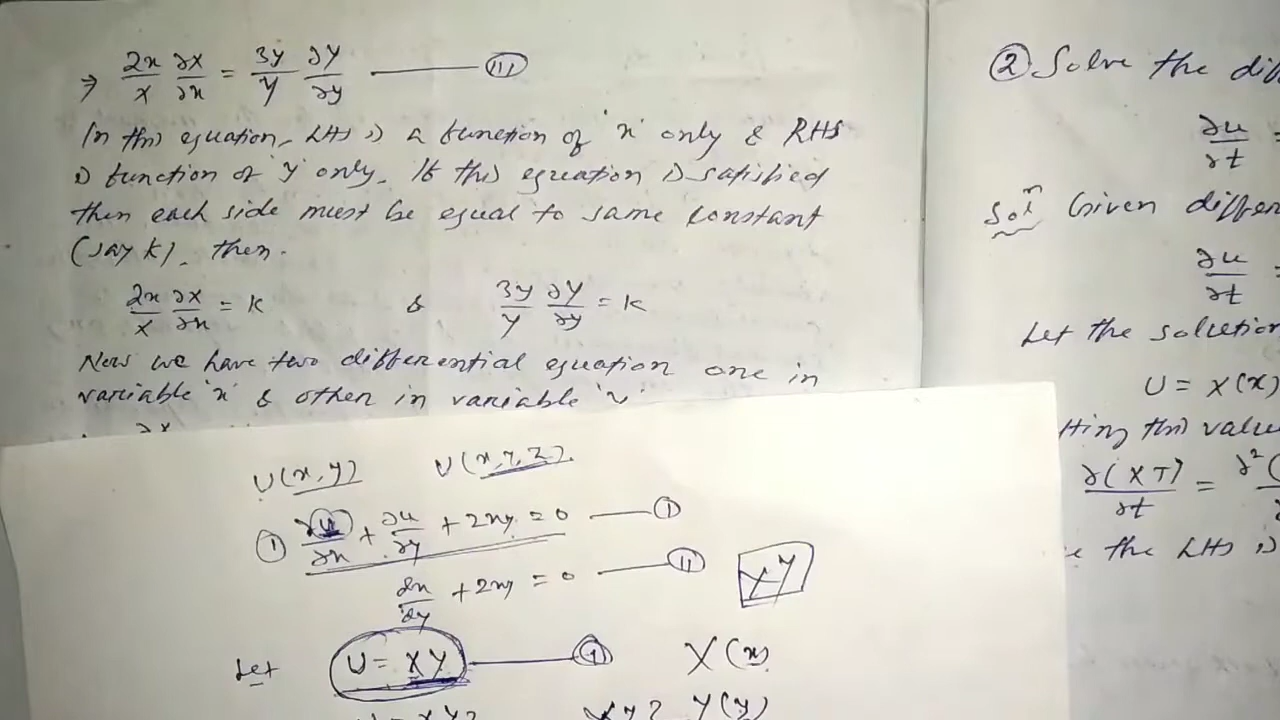 ⇒ 2x/X ∂X/∂x = 3y/Y ∂Y/∂y — (III)
In this equation, LHS is a function of 'x' only & RHS
is function of 'y' only. If this equation is satisfied
then each side must be equal to same constant
(say K). then.
2x/X ∂X/∂x = K & 3y/Y ∂Y/∂y = K
Now we have two differential equation one in
variable 'x' & other in variable 'y'
∂X
U(x,y) U(x,y,z).
① ∂u/∂x + ∂u/∂y + 2xy = 0 — (I)
∂x/∂y + 2xy = 0 — (II)
XY
Let U = XY X(x)
Y(y)
② Solve the dif
∂u/∂t =
Solⁿ Given differen
∂u/∂t =
Let the solution
U = X(x)
tting this value
∂(XT)/∂t = ∂²(
the LHS is